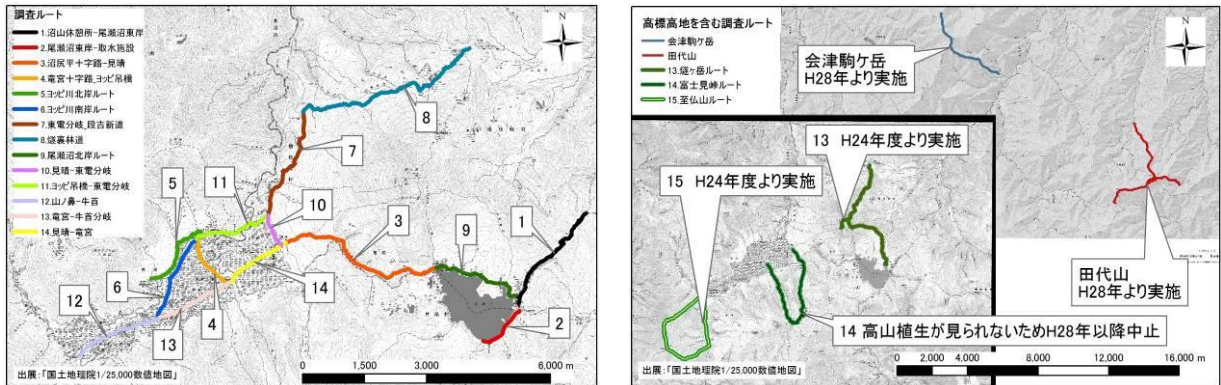 調査ルート
1.沼山休憩所-尾瀬沼東岸
2.尾瀬沼東岸-取水施設
3.沼尻平十字路-見晴
4.竜宮十字路_ヨッピ吊橋
5.ヨッピ川北岸ルート
6.ヨッピ川南岸ルート
7.東電分岐_段吉新道
8.燧裏林道
9.尾瀬沼北岸ルート
10.見晴-東電分岐
11.ヨッピ吊橋-東電分岐
12.山ノ鼻-牛首
13.竜宮-牛首分岐
14.見晴-竜宮
N
8
7
5
11
10
3
9
1
6
14
12
4
2
13
出展:「国土地理院1/25,000数値地図」
0 1,500 3,000 6,000 m
高標高地を含む調査ルート
会津駒ケ岳
田代山
13.燧ヶ岳ルート
14.富士見峠ルート
15.至仏山ルート
N
会津駒ケ岳
H28年より実施
13 H24年度より実施
15 H24年度より実施
田代山
H28年より実施
14 高山植生が見られないためH28年以降中止
出展:「国土地理院1/25,000数値地図」
0 2,000 4,000 8,000 12,000 16,000 m